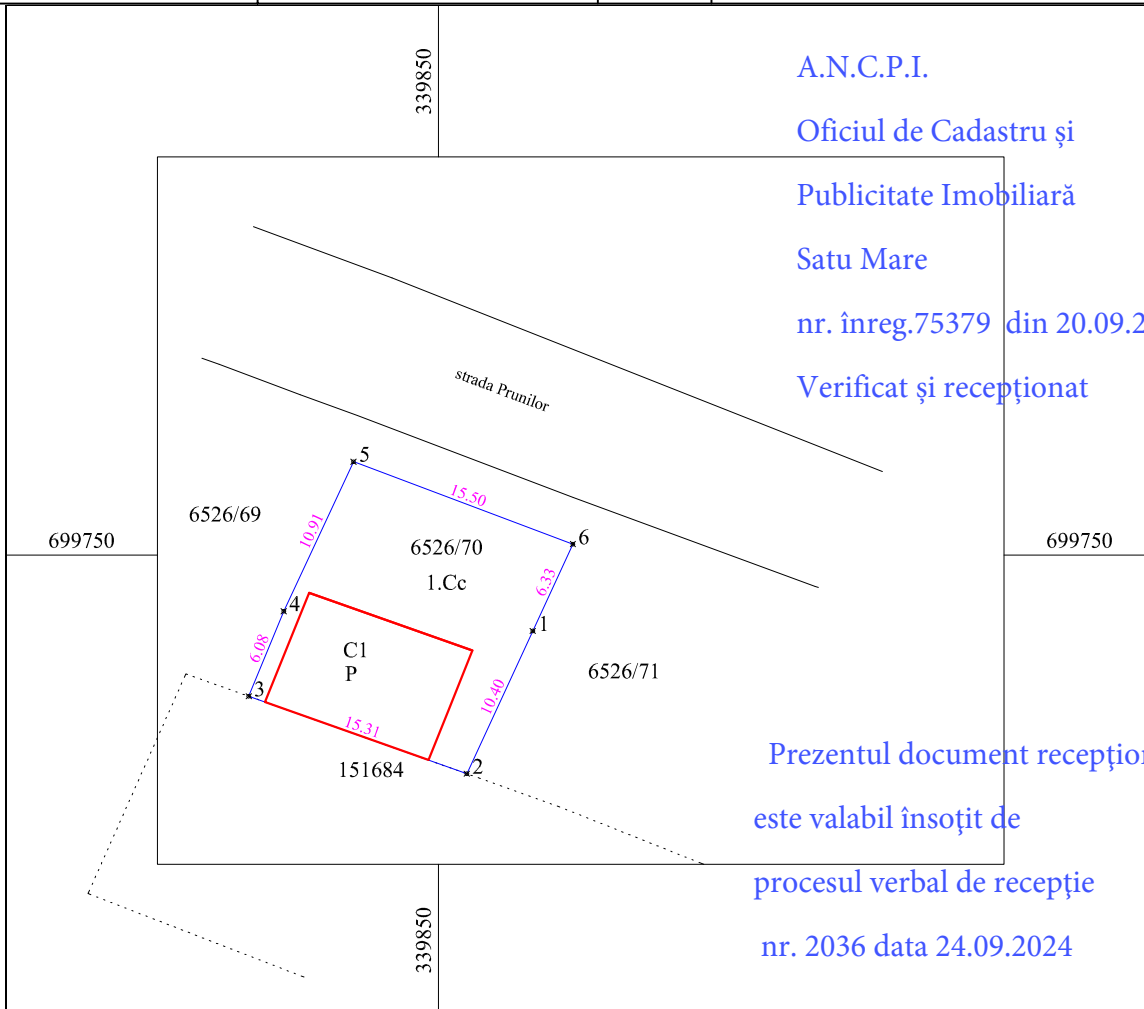 339850
A.N.C.P.I.
Oficiul de Cadastru și
Publicitate Imobiliară
Satu Mare
nr. înreg.75379 din 20.09.2
Verificat și recepționat
strada Prunilor
5
15.50
6526/69
10.91
6
699750
6526/70
699750
1.Cc
6.33
4
1
C1
6.08
P
6526/71
10.40
3
15.31
2
151684
Prezentul document recepţion
este valabil însoţit de
procesul verbal de recepţie
339850
nr. 2036 data 24.09.2024